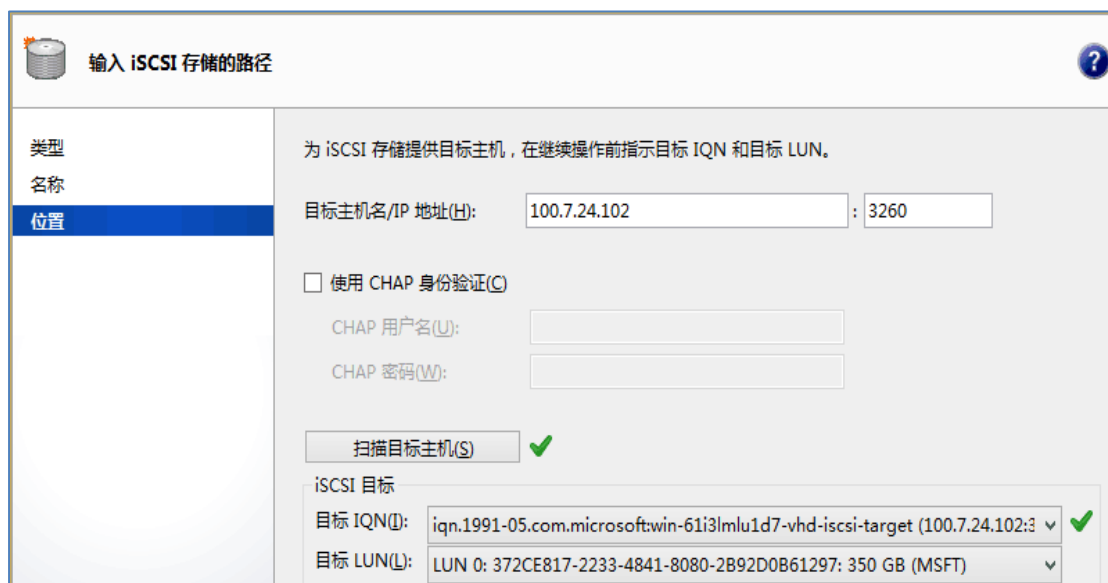 输入 iSCSI 存储的路径
?
类型
名称
位置
为 iSCSI 存储提供目标主机，在继续操作前指示目标 IQN 和目标 LUN。
目标主机名/IP 地址(H): 100.7.24.102 : 3260
使用 CHAP 身份验证(C)
CHAP 用户名(U):
CHAP 密码(W):
扫描目标主机(S)
iSCSI 目标
目标 IQN(I): iqn.1991-05.com.microsoft:win-61i3lmlu1d7-vhd-iscsi-target (100.7.24.102:3
目标 LUN(L): LUN 0: 372CE817-2233-4841-8080-2B92D0B61297: 350 GB (MSFT)